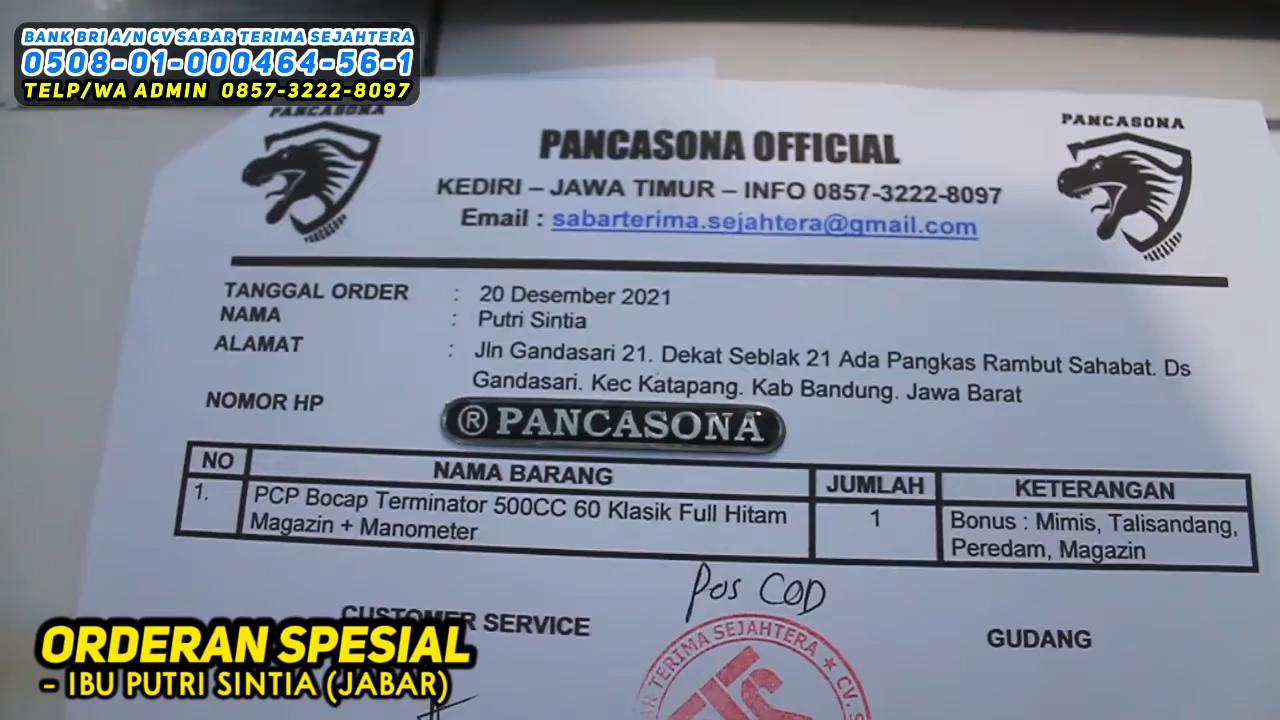 BANK BRI A/N CV SABAR TERIMA SEJAHTERA
0508-01-000464-56-1
TELP/WA ADMIN 0857-3222-8097
PANCASONA
PANCASONA
PANCASONA OFFICIAL
KEDIRI – JAWA TIMUR – INFO 0857-3222-8097
Email : sabarterima.sejahtera@gmail.com
PANCASONA
PANCASONA
TANGGAL ORDER : 20 Desember 2021
NAMA : Putri Sintia
ALAMAT : Jln Gandasari 21. Dekat Seblak 21 Ada Pangkas Rambut Sahabat. Ds
Gandasari. Kec Katapang. Kab Bandung. Jawa Barat
NOMOR HP
® PANCASONA
NO NAMA BARANG JUMLAH KETERANGAN
1. PCP Bocap Terminator 500CC 60 Klasik Full Hitam 1 Bonus : Mimis, Talisandang,
Magazin + Manometer Peredam, Magazin
Pos COD
CUSTOMER SERVICE GUDANG
TERIMA SEJAHTERA ★ CV. S
ORDERAN SPESIAL
- IBU PUTRI SINTIA (JABAR)